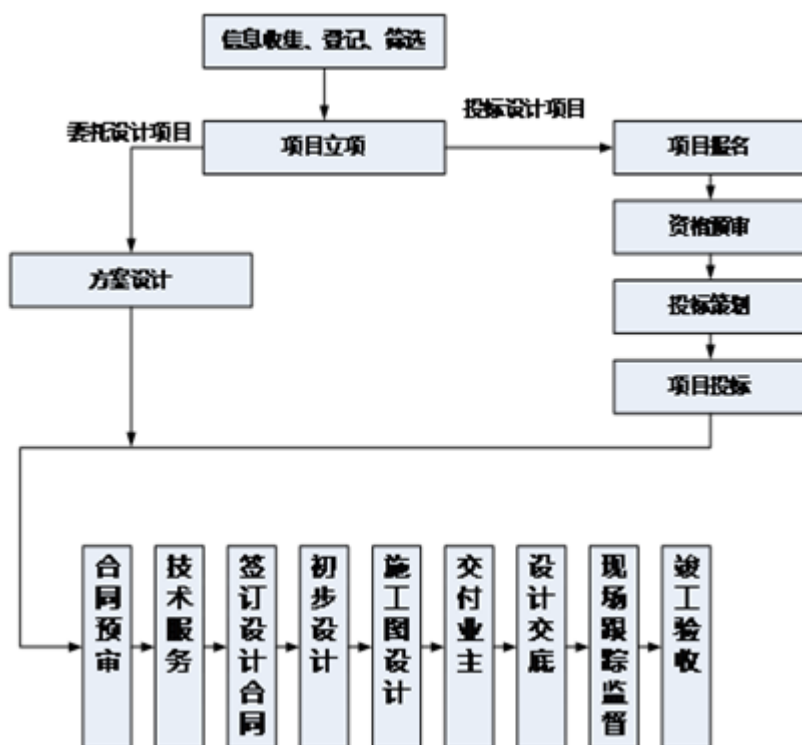 信息收集、登记、筛选
委托设计项目
投标设计项目
项目立项
项目报名
资格预审
方案设计
投标策划
项目投标
合同预审
技术服务
签订设计合同
初步设计
施工图设计
交付业主
设计交底
现场跟踪监督
竣工验收